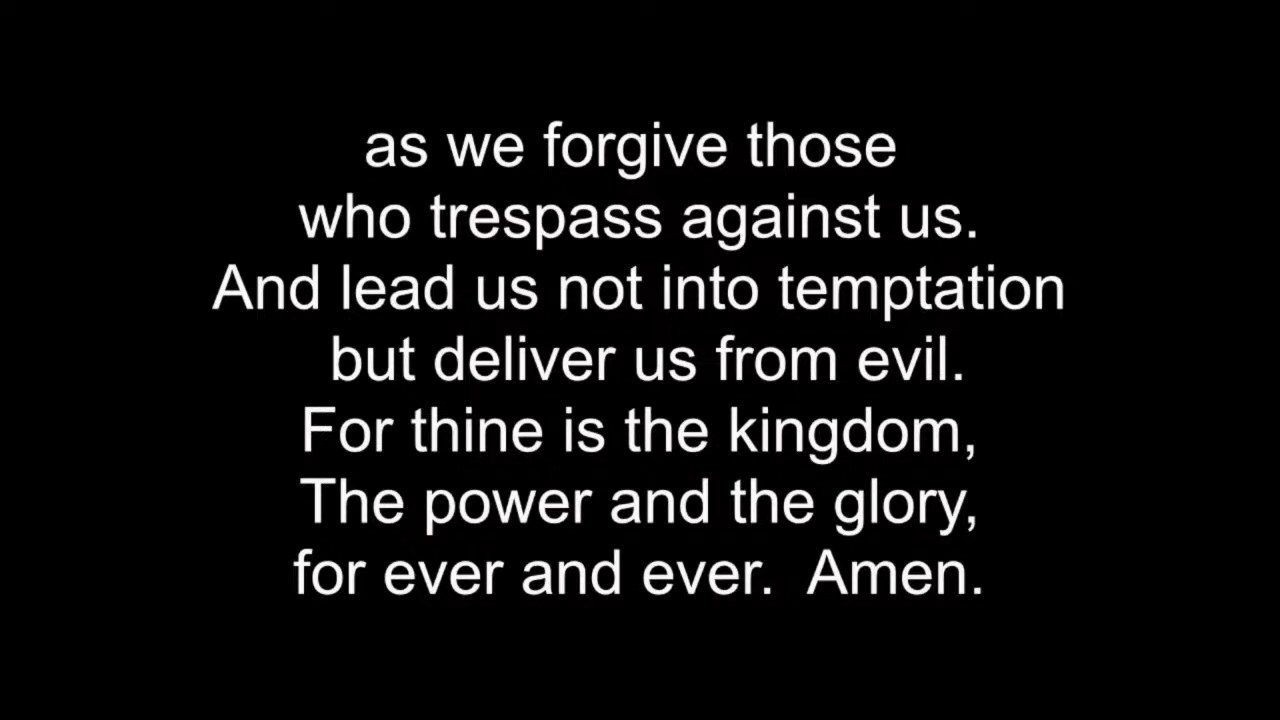 as we forgive those
who trespass against us.
And lead us not into temptation
but deliver us from evil.
For thine is the kingdom,
The power and the glory,
for ever and ever.  Amen.